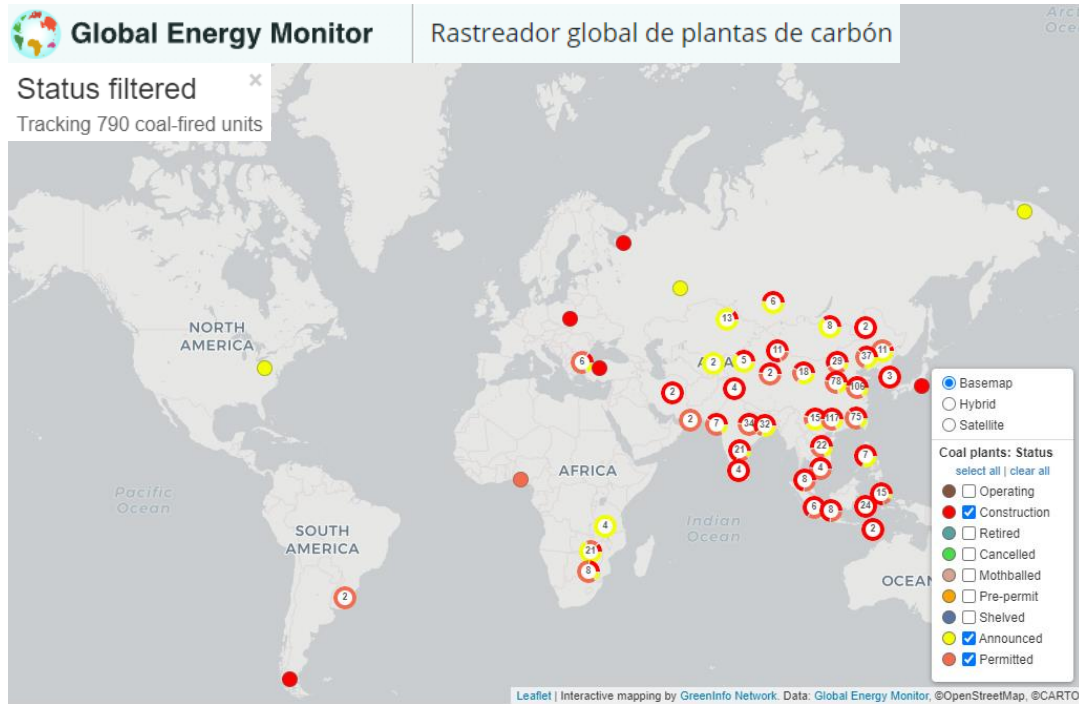 Global Energy Monitor
Rastreador global de plantas de carbón
Status filtered
×
Tracking 790 coal-fired units
Arc
Oce
NORTH
AMERICA
Pacific
Ocean
SOUTH
AMERICA
AFRICA
Indian
Ocean
OCEAN
6
13
6
8
2
11
37
11
29
5
2
2
18
3
78
106
4
2
2
7
34
32
15
117
75
21
22
7
4
4
8
15
6
8
24
2
4
21
8
2
Basemap
Hybrid
Satellite
Coal plants: Status
select all | clear all
Operating
Construction
Retired
Cancelled
Mothballed
Pre-permit
Shelved
Announced
Permitted
Leaflet | Interactive mapping by GreenInfo Network. Data: Global Energy Monitor, ©OpenStreetMap, ©CARTO